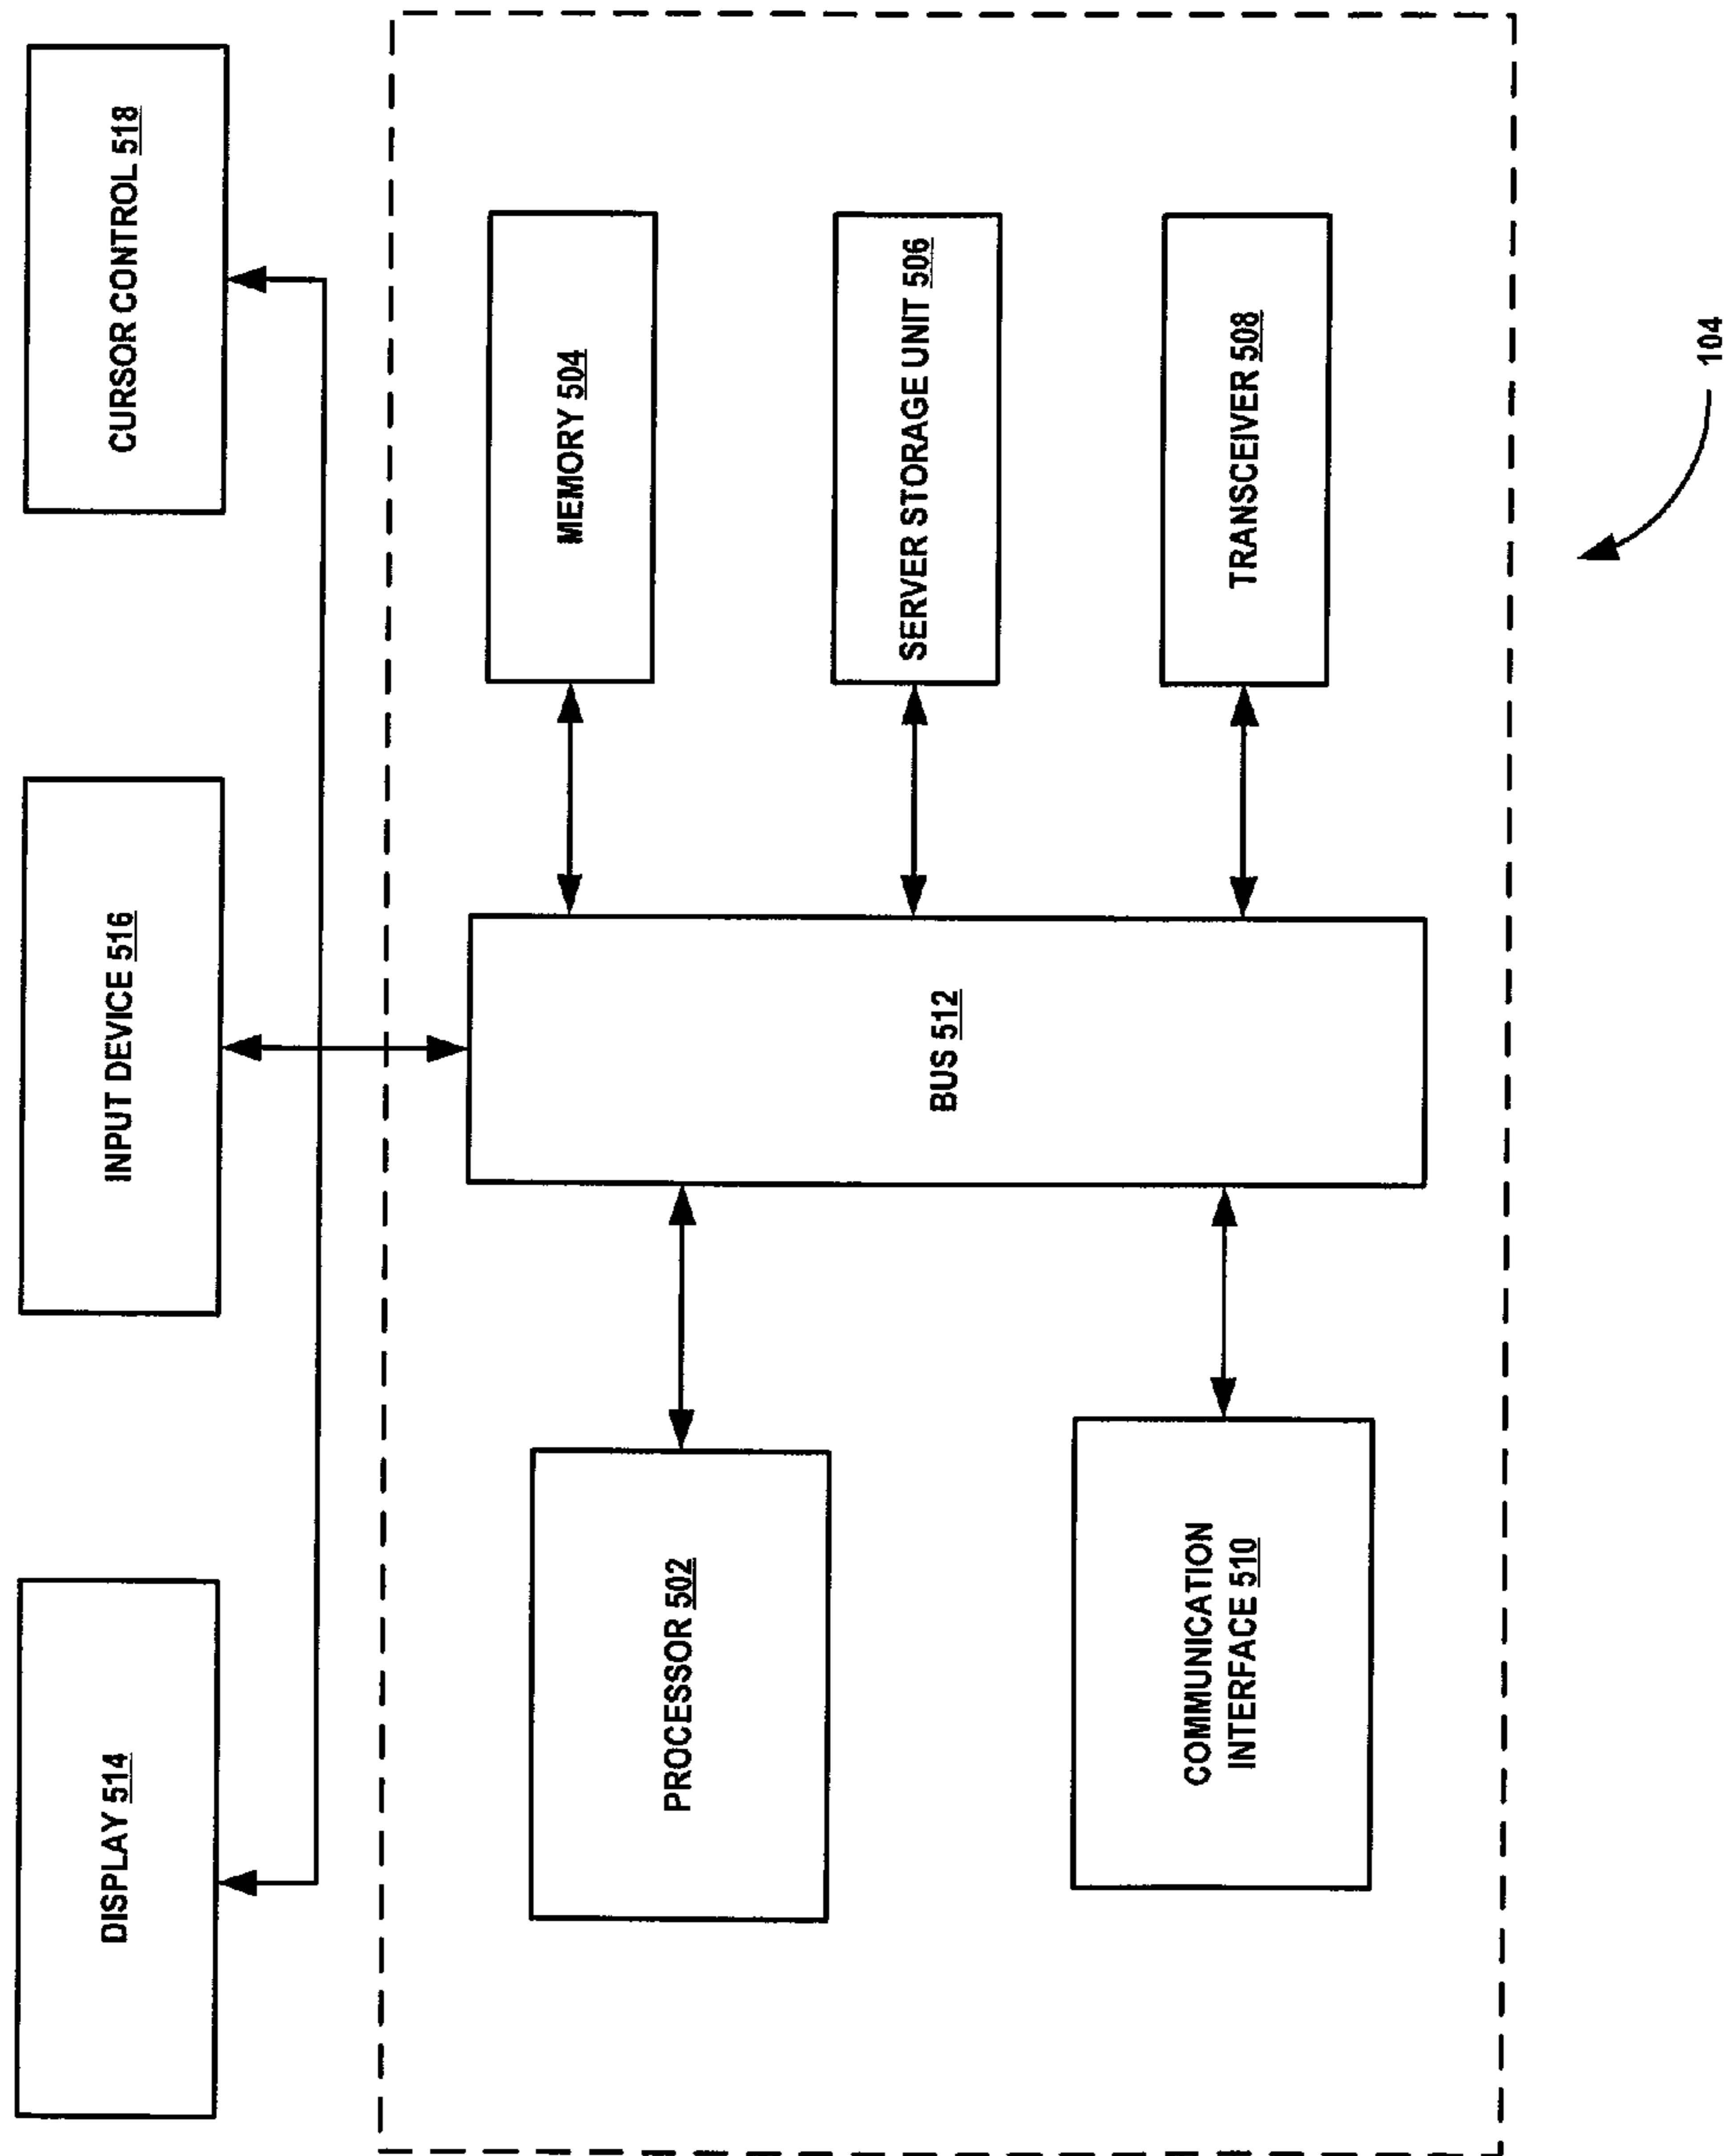 DISPLAY 514
INPUT DEVICE 516
CURSOR CONTROL 518
PROCESSOR 502
COMMUNICATION
INTERFACE 510
BUS 512
MEMORY 504
SERVER STORAGE UNIT 506
TRANSCEIVER 508
104